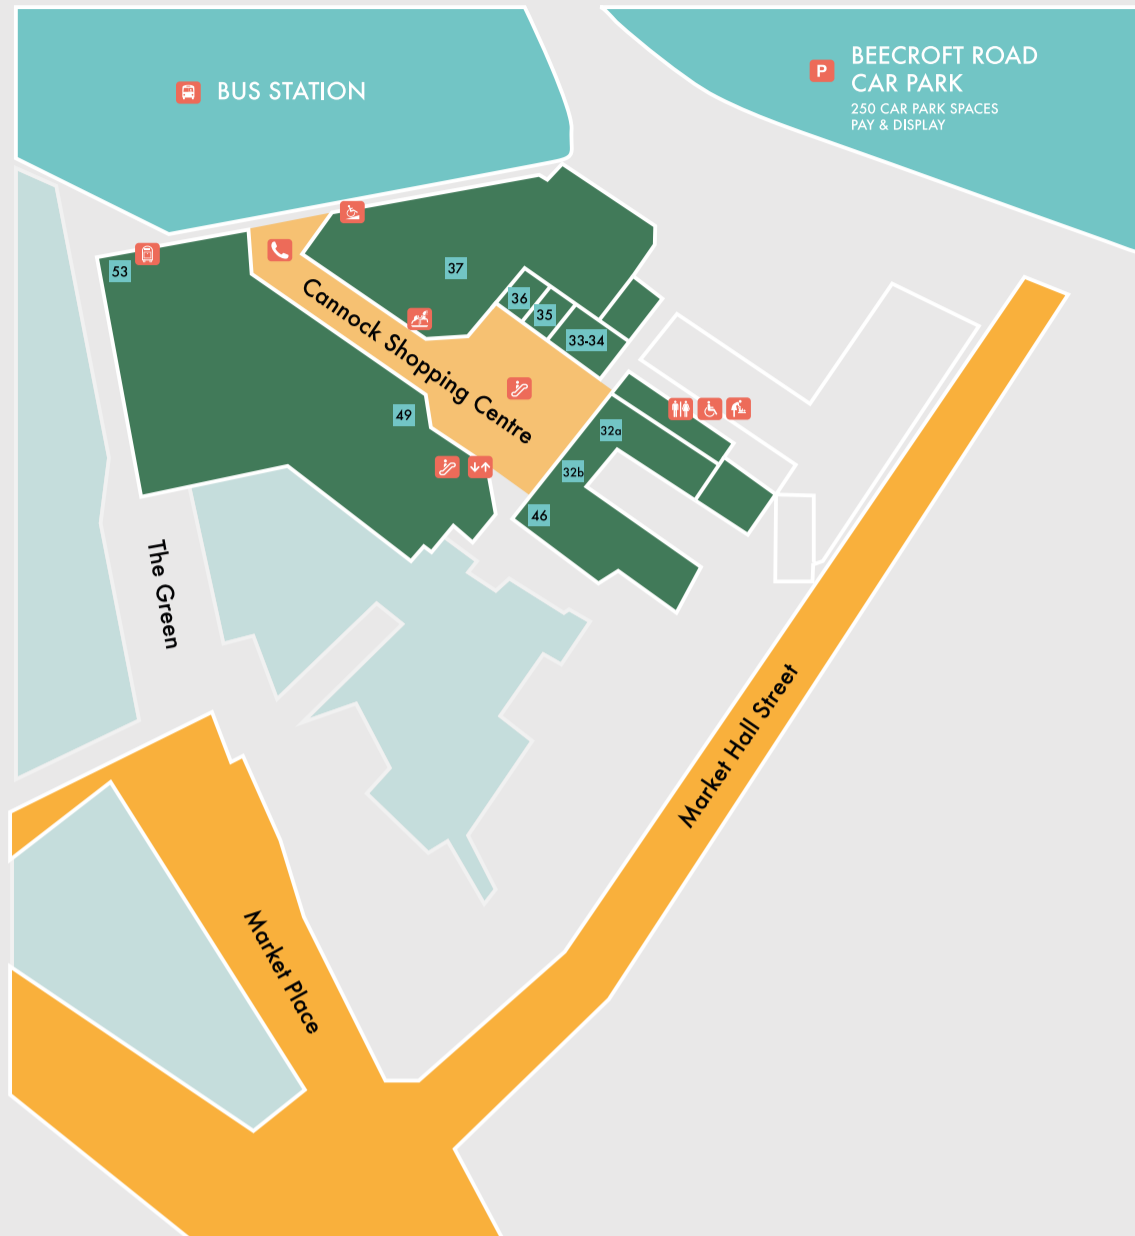 BUS STATION
P
BEECROFT ROAD
CAR PARK
250 CAR PARK SPACES
PAY & DISPLAY
53
37
36
35
33-34
Cannock Shopping Centre
49
32a
32b
46
The Green
Market Hall Street
Market Place